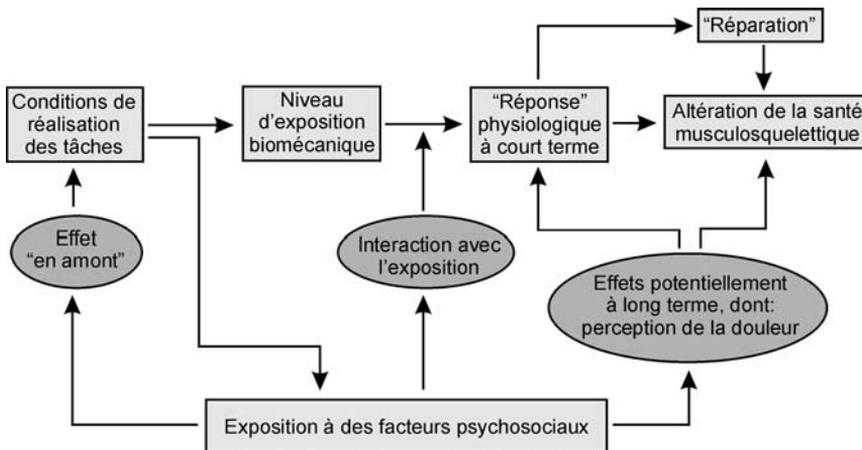 “Réparation”
Conditions de
réalisation
des tâches
Niveau
d’exposition
biomécanique
“Réponse”
physiologique
à court terme
Altération de la santé
musculosquelettique
Effet
“en amont”
Interaction avec
l’exposition
Effets potentiellement
à long terme, dont:
perception de la douleur
Exposition à des facteurs psychosociaux